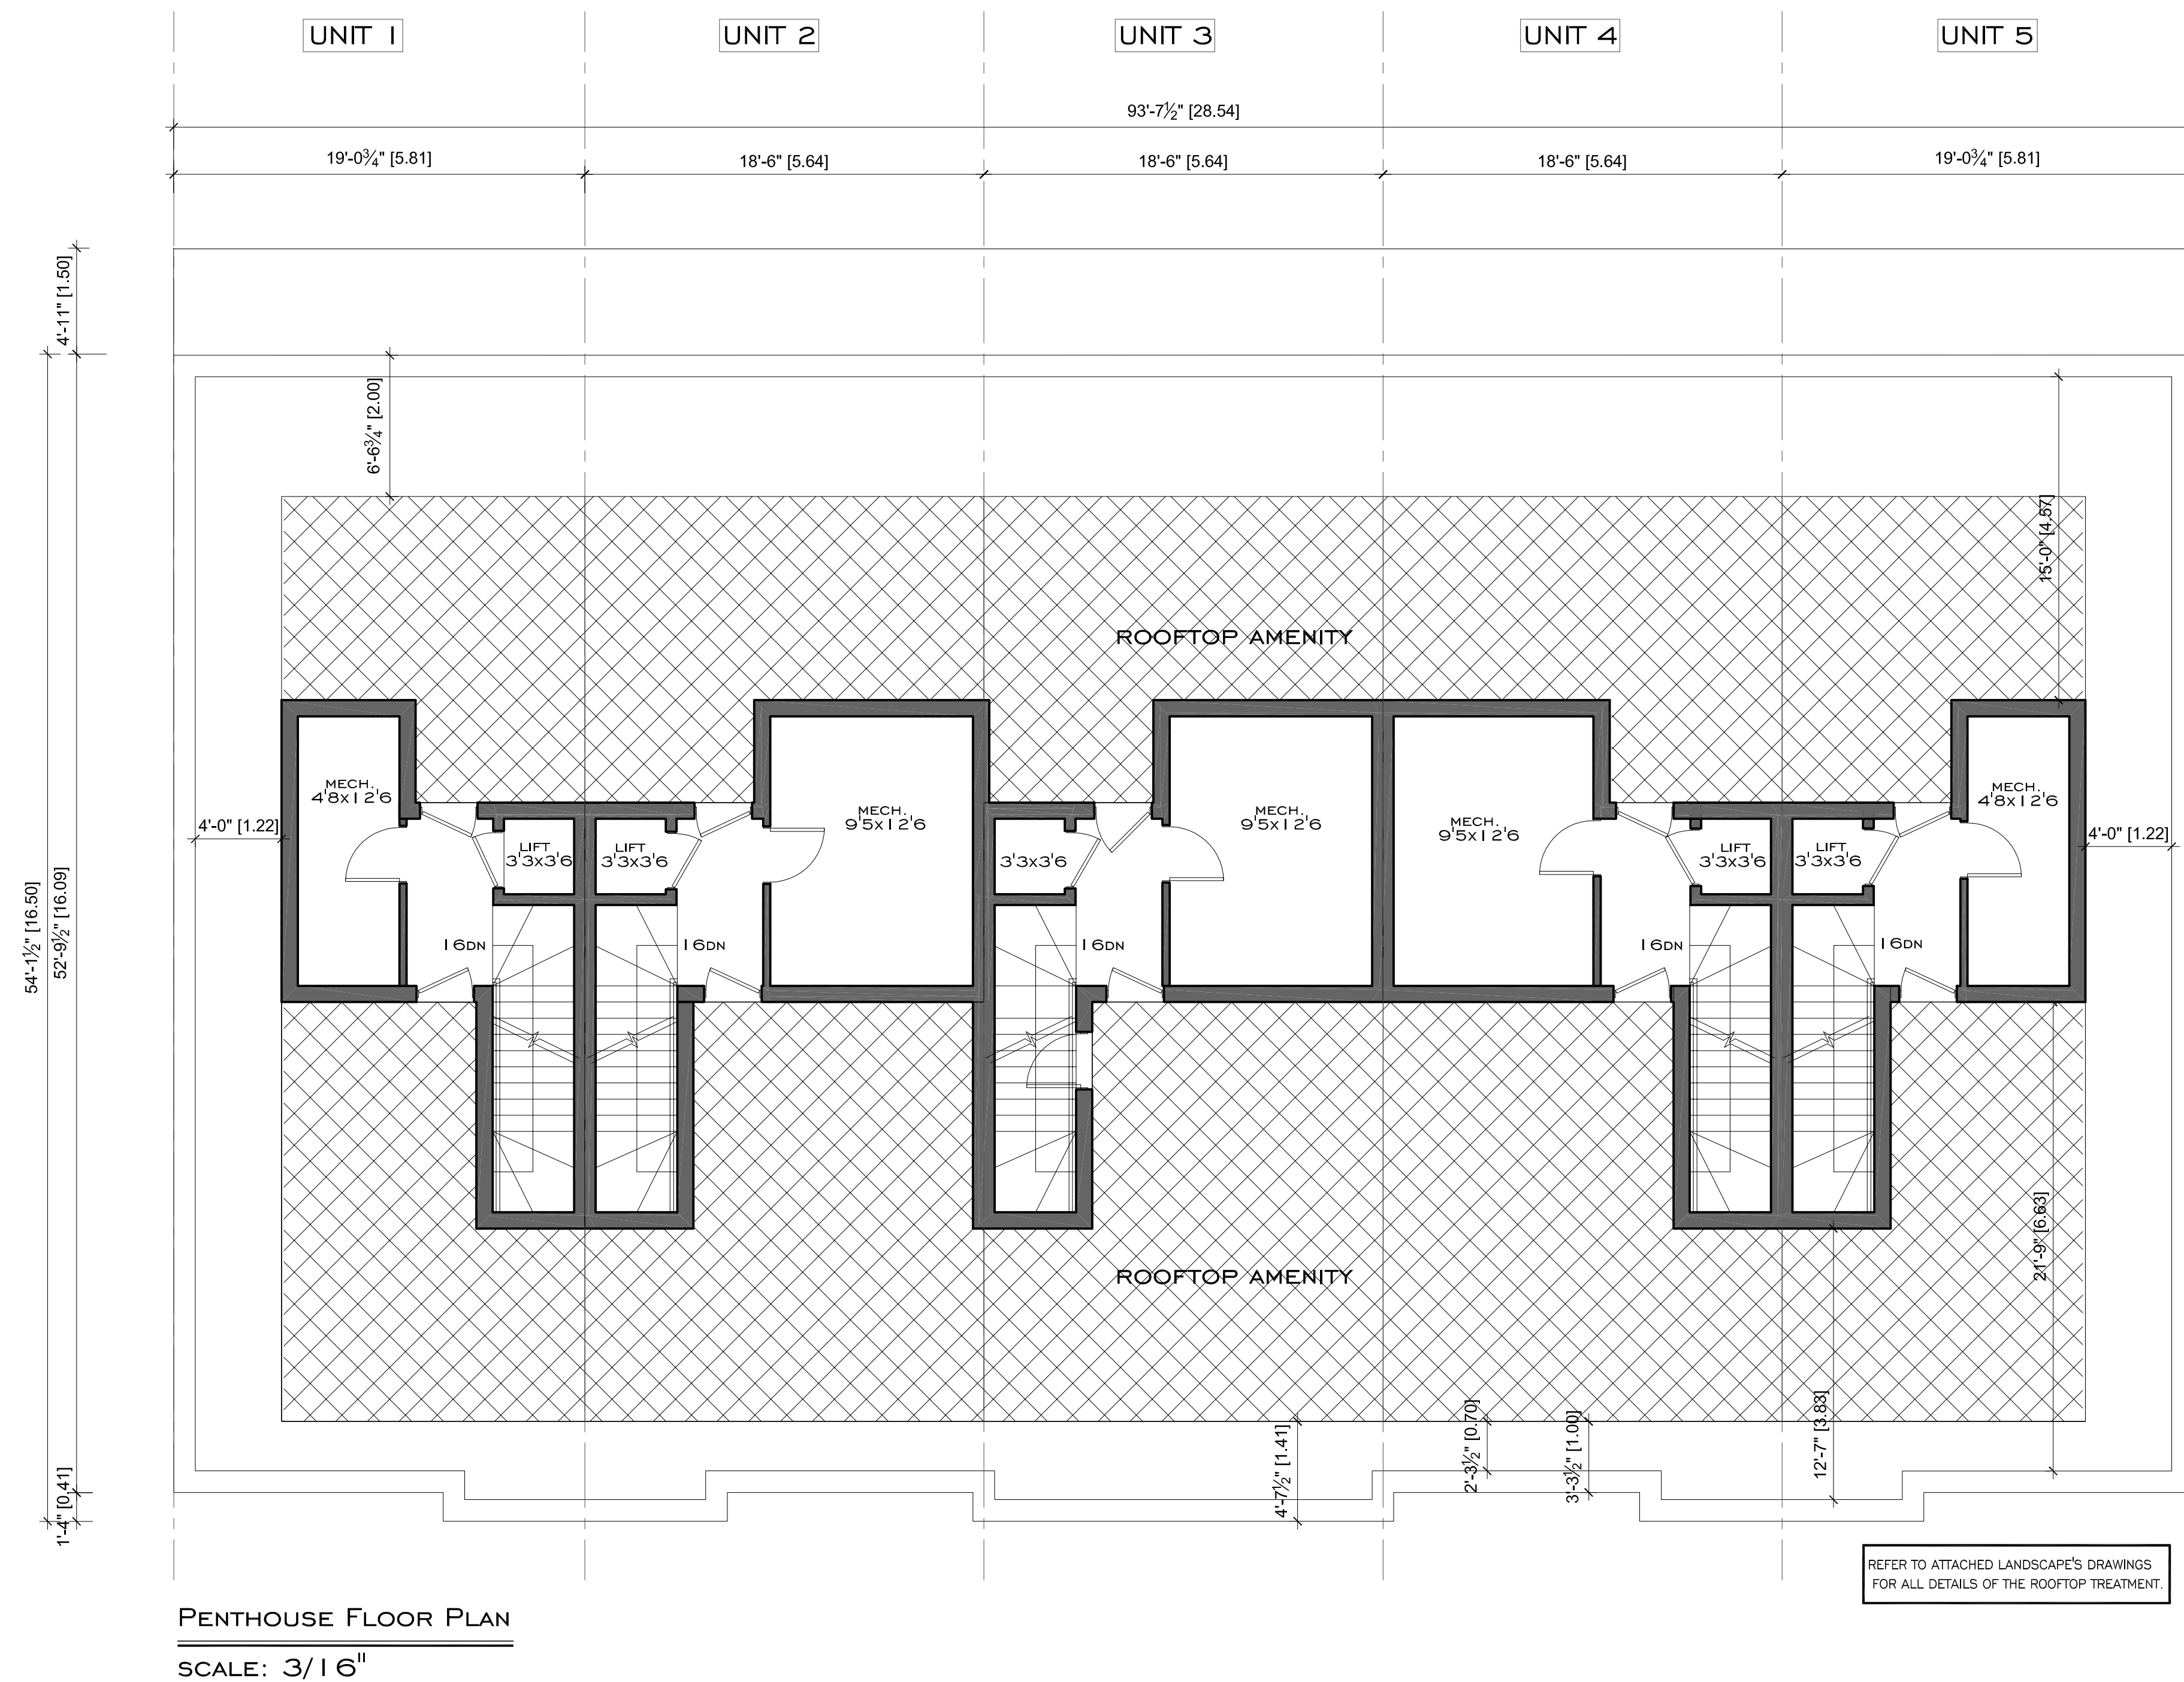 UNIT 1
UNIT 2
UNIT 3
UNIT 4
UNIT 5
93'-7½" [28.54]
19'-0¾" [5.81]
18'-6" [5.64]
18'-6" [5.64]
18'-6" [5.64]
19'-0¾" [5.81]
4'-11" [1.50]
6'-6¾" [2.00]
15'-0" [4.57]
ROOFTOP AMENITY
MECH.
4'8x12'6
MECH.
9'5x12'6
MECH.
9'5x12'6
MECH.
9'5x12'6
MECH.
4'8x12'6
4'-0" [1.22]
LIFT
3'3x3'6
LIFT
3'3x3'6
3'3x3'6
LIFT
3'3x3'6
LIFT
3'3x3'6
4'-0" [1.22]
54'-1½" [16.50]
52'-9½" [16.09]
16DN
16DN
16DN
16DN
16DN
21'-9" [6.63]
ROOFTOP AMENITY
4'-7½" [1.41]
2'-3½" [0.70]
3'-3½" [1.00]
12'-7" [3.83]
1'-4" [0.41]
REFER TO ATTACHED LANDSCAPE'S DRAWINGS
FOR ALL DETAILS OF THE ROOFTOP TREATMENT.
PENTHOUSE FLOOR PLAN
SCALE: 3/16"